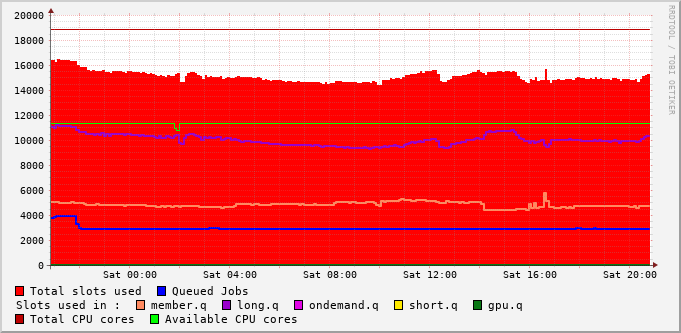 20000
18000
16000
14000
12000
10000
8000
6000
4000
2000
0
Sat 00:00 Sat 04:00 Sat 08:00 Sat 12:00 Sat 16:00 Sat 20:00
Total slots used Queued Jobs
Slots used in : member.q long.q ondemand.q short.q gpu.q
Total CPU cores Available CPU cores
RRDTOOL / TOBI OETIKER